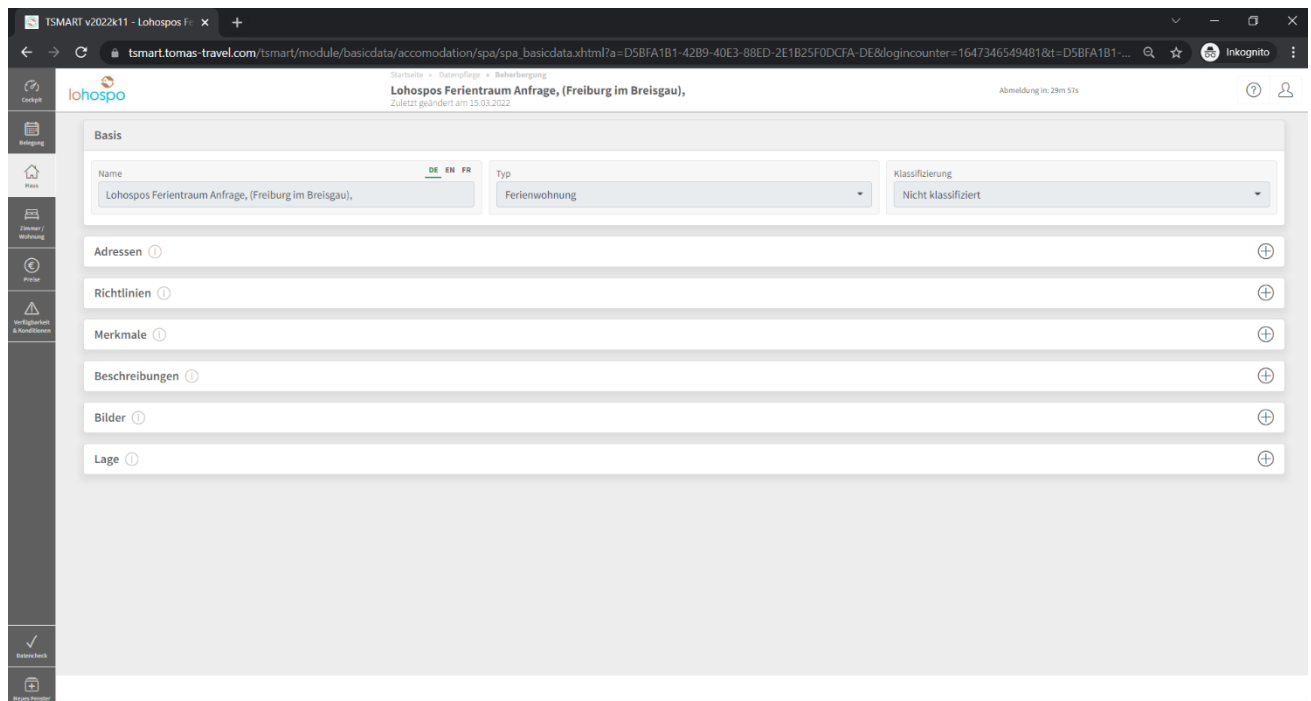 TSMART v2022k11 - Lohospos Fe
tsmart.tomas-travel.com/tsmart/module/basicdata/accomodation/spa/spa_basicdata.xhtml?a=D5BFA1B1-42B9-40E3-88ED-2E1B25F0DCFA-DE&logincounter=1647346549481&t=D5BFA1B1-...
Inkognito
Cockpit
lohospo
Startseite » Datenpflege » Beherbergung
Lohospos Ferientraum Anfrage, (Freiburg im Breisgau),
Zuletzt geändert am 15.03.2022
Abmeldung in: 29m 57s
Belegung
Haus
Zimmer / Wohnung
Preise
Verfügbarkeit & Konditionen
Basis
Name
DE EN FR
Lohospos Ferientraum Anfrage, (Freiburg im Breisgau),
Typ
Ferienwohnung
Klassifizierung
Nicht klassifiziert
Adressen
Richtlinien
Merkmale
Beschreibungen
Bilder
Lage
Datencheck
Neues Fenster